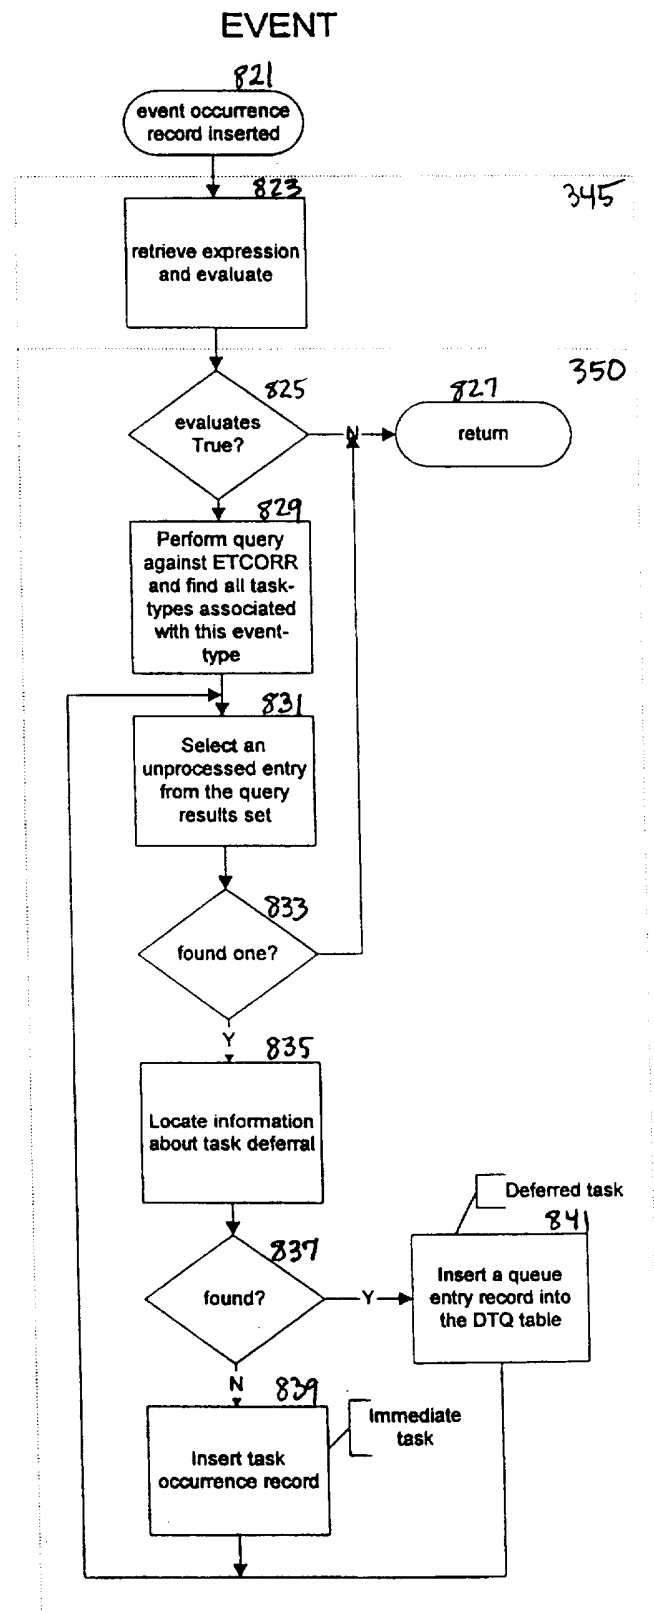 EVENT
821
event occurrence
record inserted
823
345
retrieve expression
and evaluate
350
825
827
evaluates
True?
N
return
829
Perform query
against ETCORR
and find all task-
types associated
with this event-
type
831
Select an
unprocessed entry
from the query
results set
833
found one?
Y
835
Locate information
about task deferral
Deferred task
841
837
found?
Y
Insert a queue
entry record into
the DTQ table
N
839
Immediate
task
Insert task
occurrence record